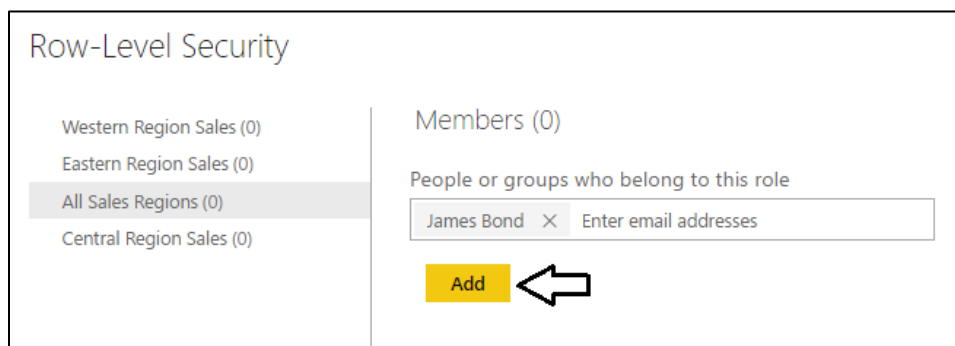 Row-Level Security
Western Region Sales (0)
Eastern Region Sales (0)
All Sales Regions (0)
Central Region Sales (0)
Members (0)
People or groups who belong to this role
James Bond × Enter email addresses
Add